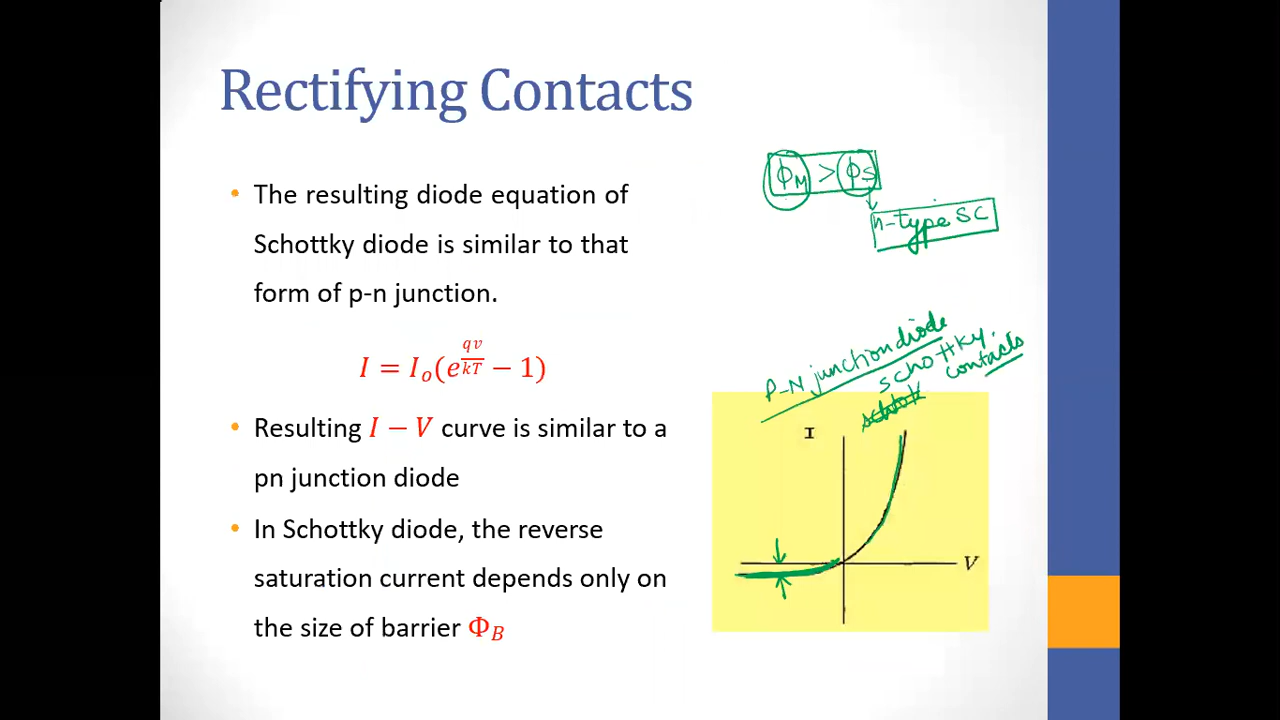 Rectifying Contacts
ϕM > ϕS
n-type SC
• The resulting diode equation of
Schottky diode is similar to that
form of p-n junction.
I = Io(e^(qv/kT) − 1)
• Resulting I − V curve is similar to a
pn junction diode
• In Schottky diode, the reverse
saturation current depends only on
the size of barrier ΦB
P-N junction diode
schottky
contacts
I
V